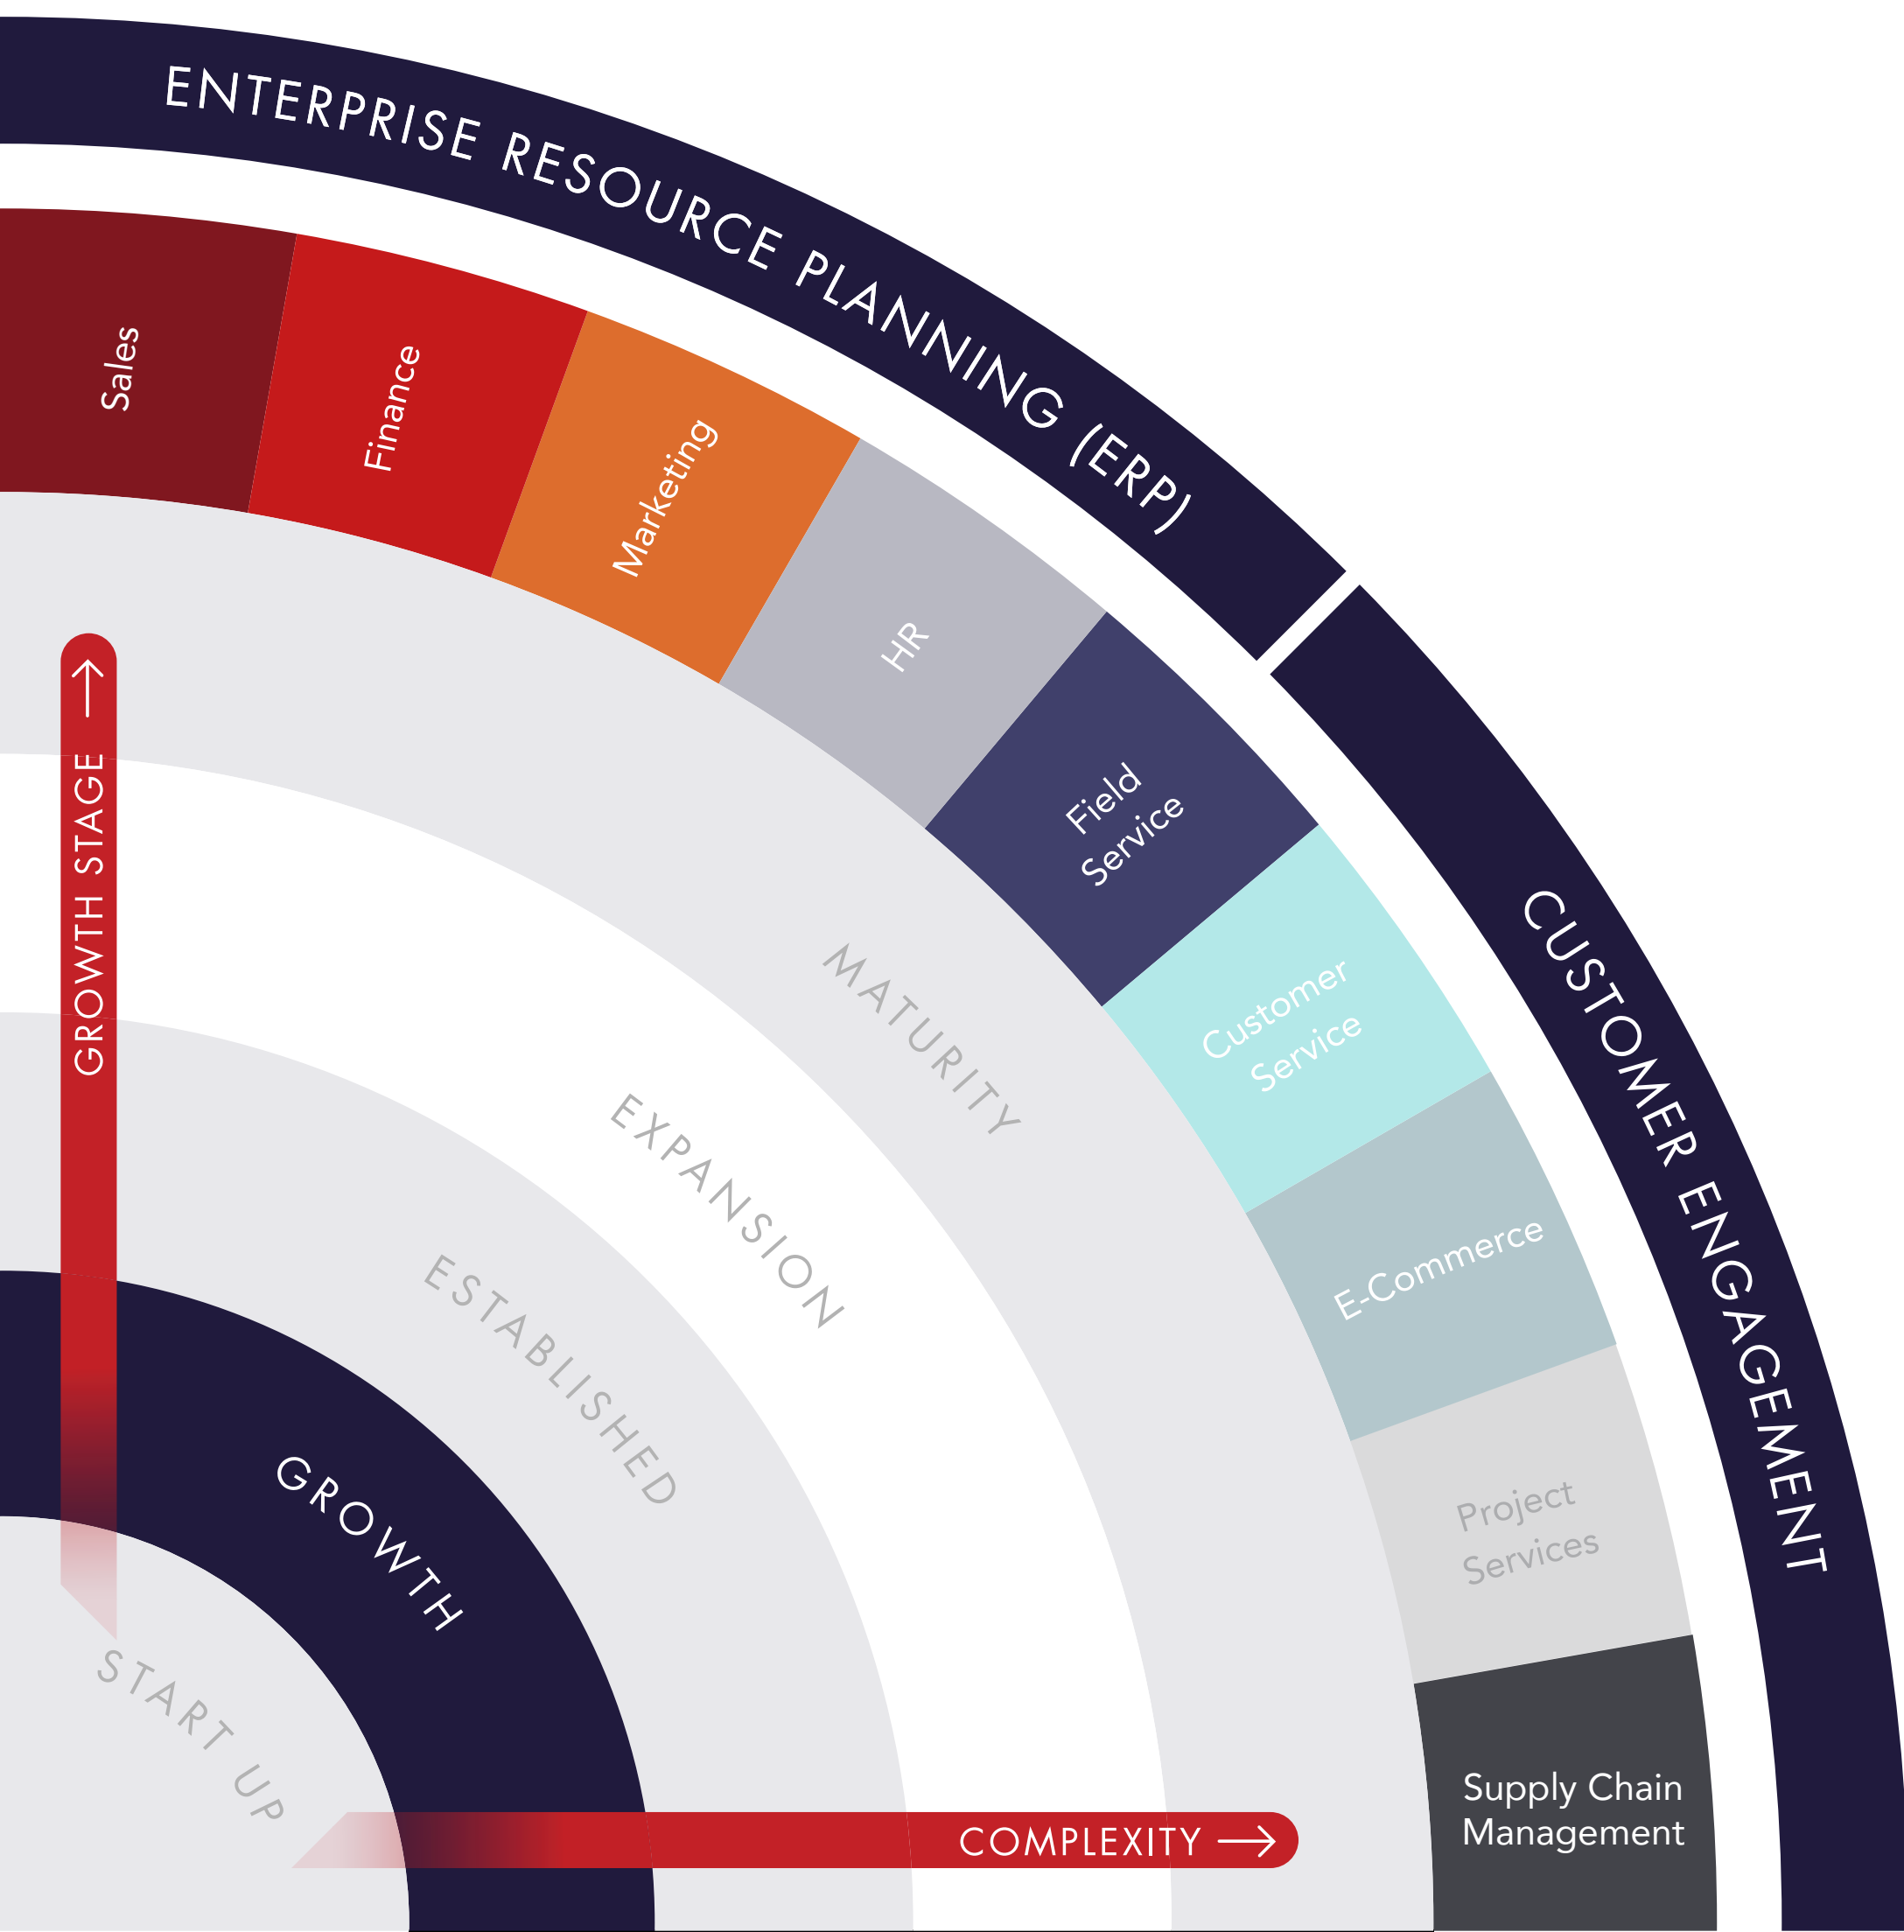 ENTERPRISE RESOURCE PLANNING (ERP)
CUSTOMER ENGAGEMENT
Sales
Finance
Marketing
HR
Field
Service
Customer
Service
E-Commerce
Project
Services
Supply Chain
Management
GROWTH STAGE
MATURITY
EXPANSION
ESTABLISHED
GROWTH
START UP
COMPLEXITY